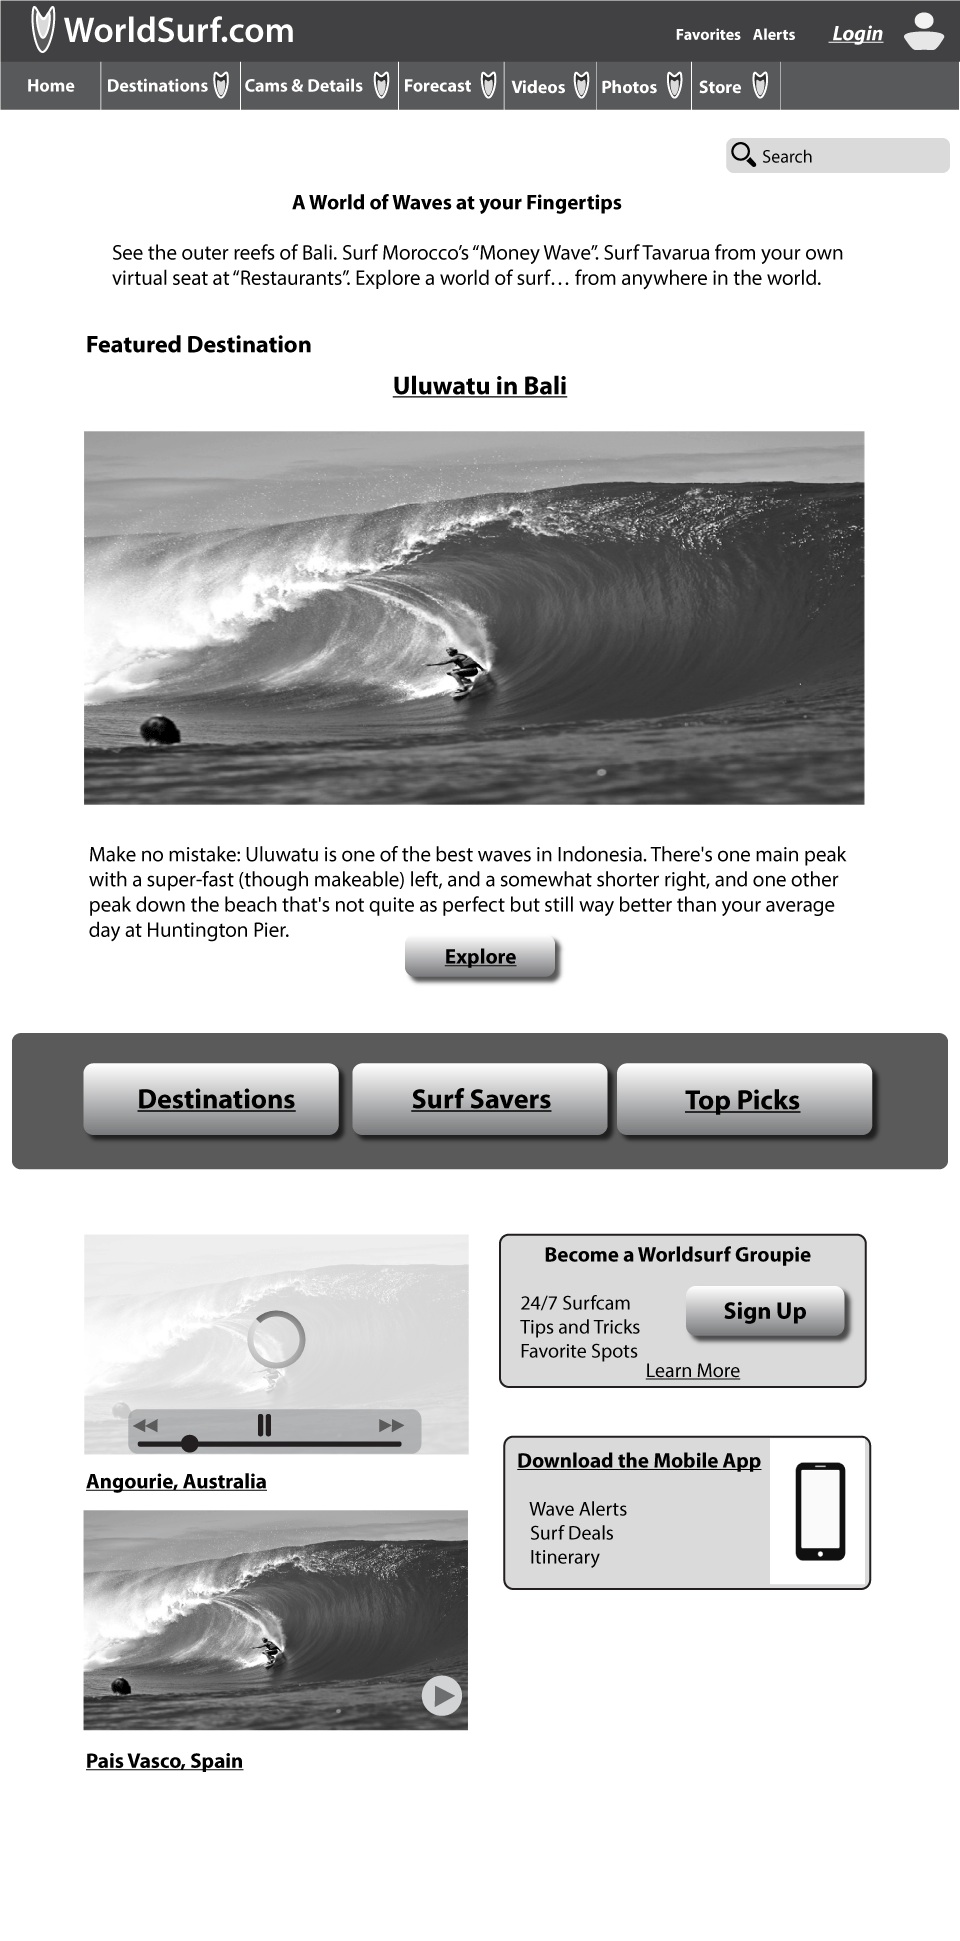 WorldSurf.com
Favorites Alerts Login
Home Destinations Cams & Details Forecast Videos Photos Store
Search
A World of Waves at your Fingertips
See the outer reefs of Bali. Surf Morocco’s “Money Wave”. Surf Tavarua from your own
virtual seat at “Restaurants”. Explore a world of surf… from anywhere in the world.
Featured Destination
Uluwatu in Bali
Make no mistake: Uluwatu is one of the best waves in Indonesia. There's one main peak
with a super-fast (though makeable) left, and a somewhat shorter right, and one other
peak down the beach that's not quite as perfect but still way better than your average
day at Huntington Pier.
Explore
Destinations Surf Savers Top Picks
Angourie, Australia
Pais Vasco, Spain
Become a Worldsurf Groupie
24/7 Surfcam
Tips and Tricks
Favorite Spots
Sign Up
Learn More
Download the Mobile App
Wave Alerts
Surf Deals
Itinerary